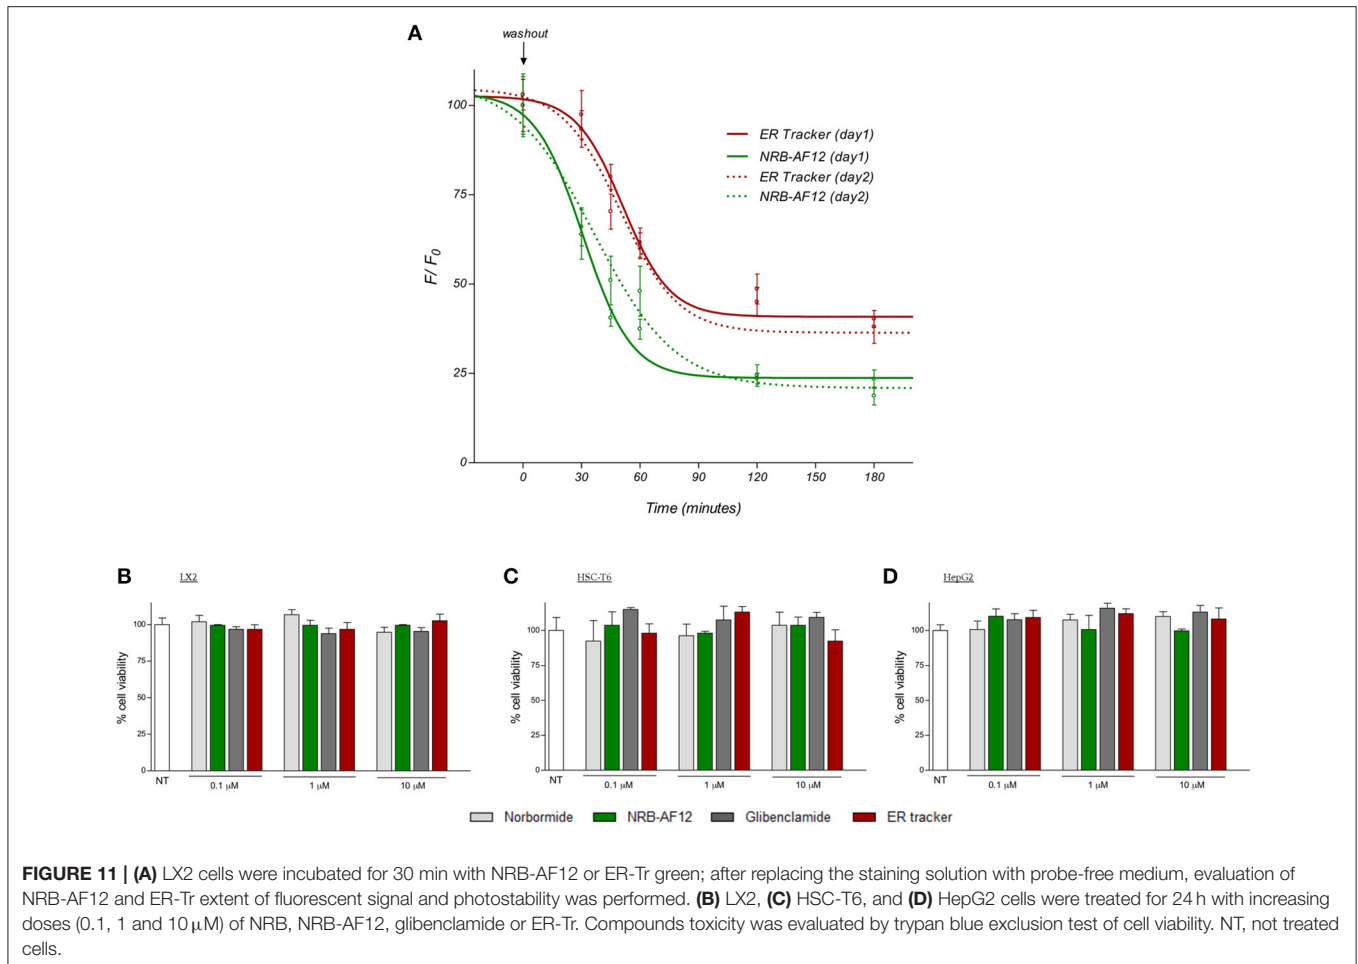 A
washout
100
75
50
25
0
F/ F0
ER Tracker (day1)
NRB-AF12 (day1)
ER Tracker (day2)
NRB-AF12 (day2)
0 30 60 90 120 150 180
Time (minutes)
B
LX2
% cell viability
100
75
50
25
0
NT 0.1 µM 1 µM 10 µM
C
HSC-T6
% cell viability
100
75
50
25
0
NT 0.1 µM 1 µM 10 µM
D
HepG2
% cell viability
100
75
50
25
0
NT 0.1 µM 1 µM 10 µM
Norbormide NRB-AF12 Glibenclamide ER tracker
FIGURE 11 | (A) LX2 cells were incubated for 30 min with NRB-AF12 or ER-Tr green; after replacing the staining solution with probe-free medium, evaluation of
NRB-AF12 and ER-Tr extent of fluorescent signal and photostability was performed. (B) LX2, (C) HSC-T6, and (D) HepG2 cells were treated for 24 h with increasing
doses (0.1, 1 and 10 µM) of NRB, NRB-AF12, glibenclamide or ER-Tr. Compounds toxicity was evaluated by trypan blue exclusion test of cell viability. NT, not treated
cells.